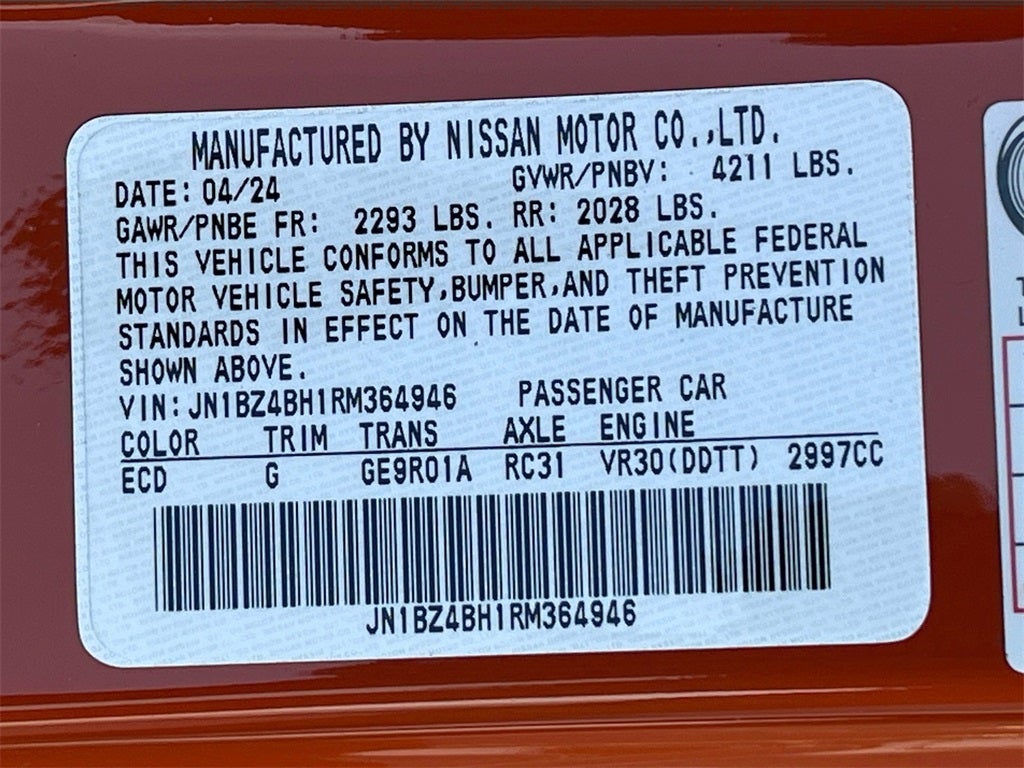 MANUFACTURED BY NISSAN MOTOR CO.,LTD.
DATE: 04/24 GVWR/PNBV: 4211 LBS.
GAWR/PNBE FR: 2293 LBS. RR: 2028 LBS.
THIS VEHICLE CONFORMS TO ALL APPLICABLE FEDERAL
MOTOR VEHICLE SAFETY,BUMPER,AND THEFT PREVENTION
STANDARDS IN EFFECT ON THE DATE OF MANUFACTURE
SHOWN ABOVE.
VIN:JN1BZ4BH1RM364946 PASSENGER CAR
COLOR TRIM TRANS AXLE ENGINE
ECD G GE9R01A RC31 VR30(DDTT) 2997CC
JN1BZ4BH1RM364946